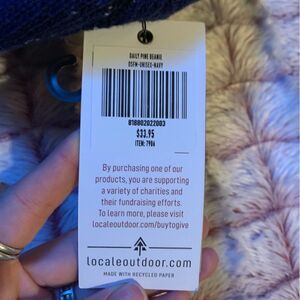 DAILY PINE BEANIE
OSFM-UNISEX-NAVY
818802022003
$33.95
ITEM: 7986
By purchasing one of our
products, you are supporting
a variety of charities and
their fundraising efforts.
To learn more, please visit
localeoutdoor.com/buytogive
localeoutdoor.com
MADE WITH RECYCLED PAPER